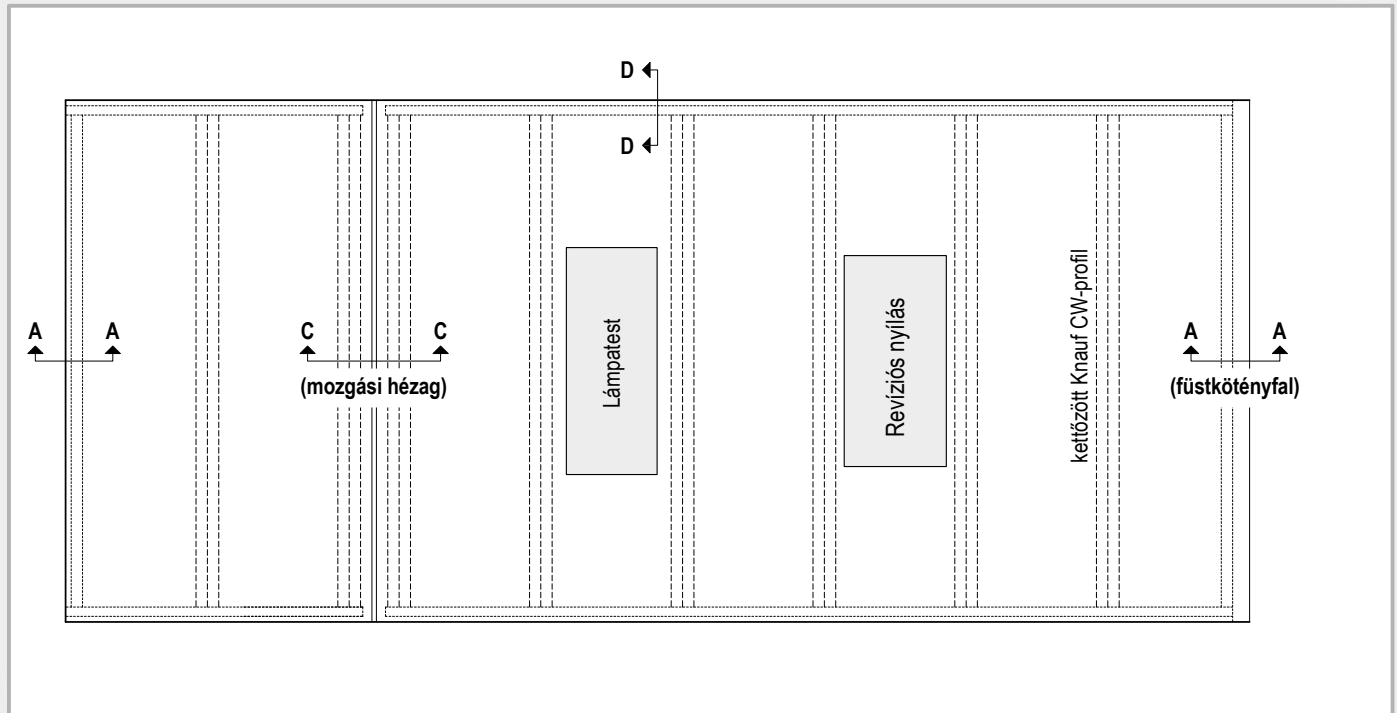 D
D
A A
C C
(mozgási hézag)
Lámpatest
Revíziós nyílás
kettőzött Knauf CW-profil
A A
(füstkötényfal)